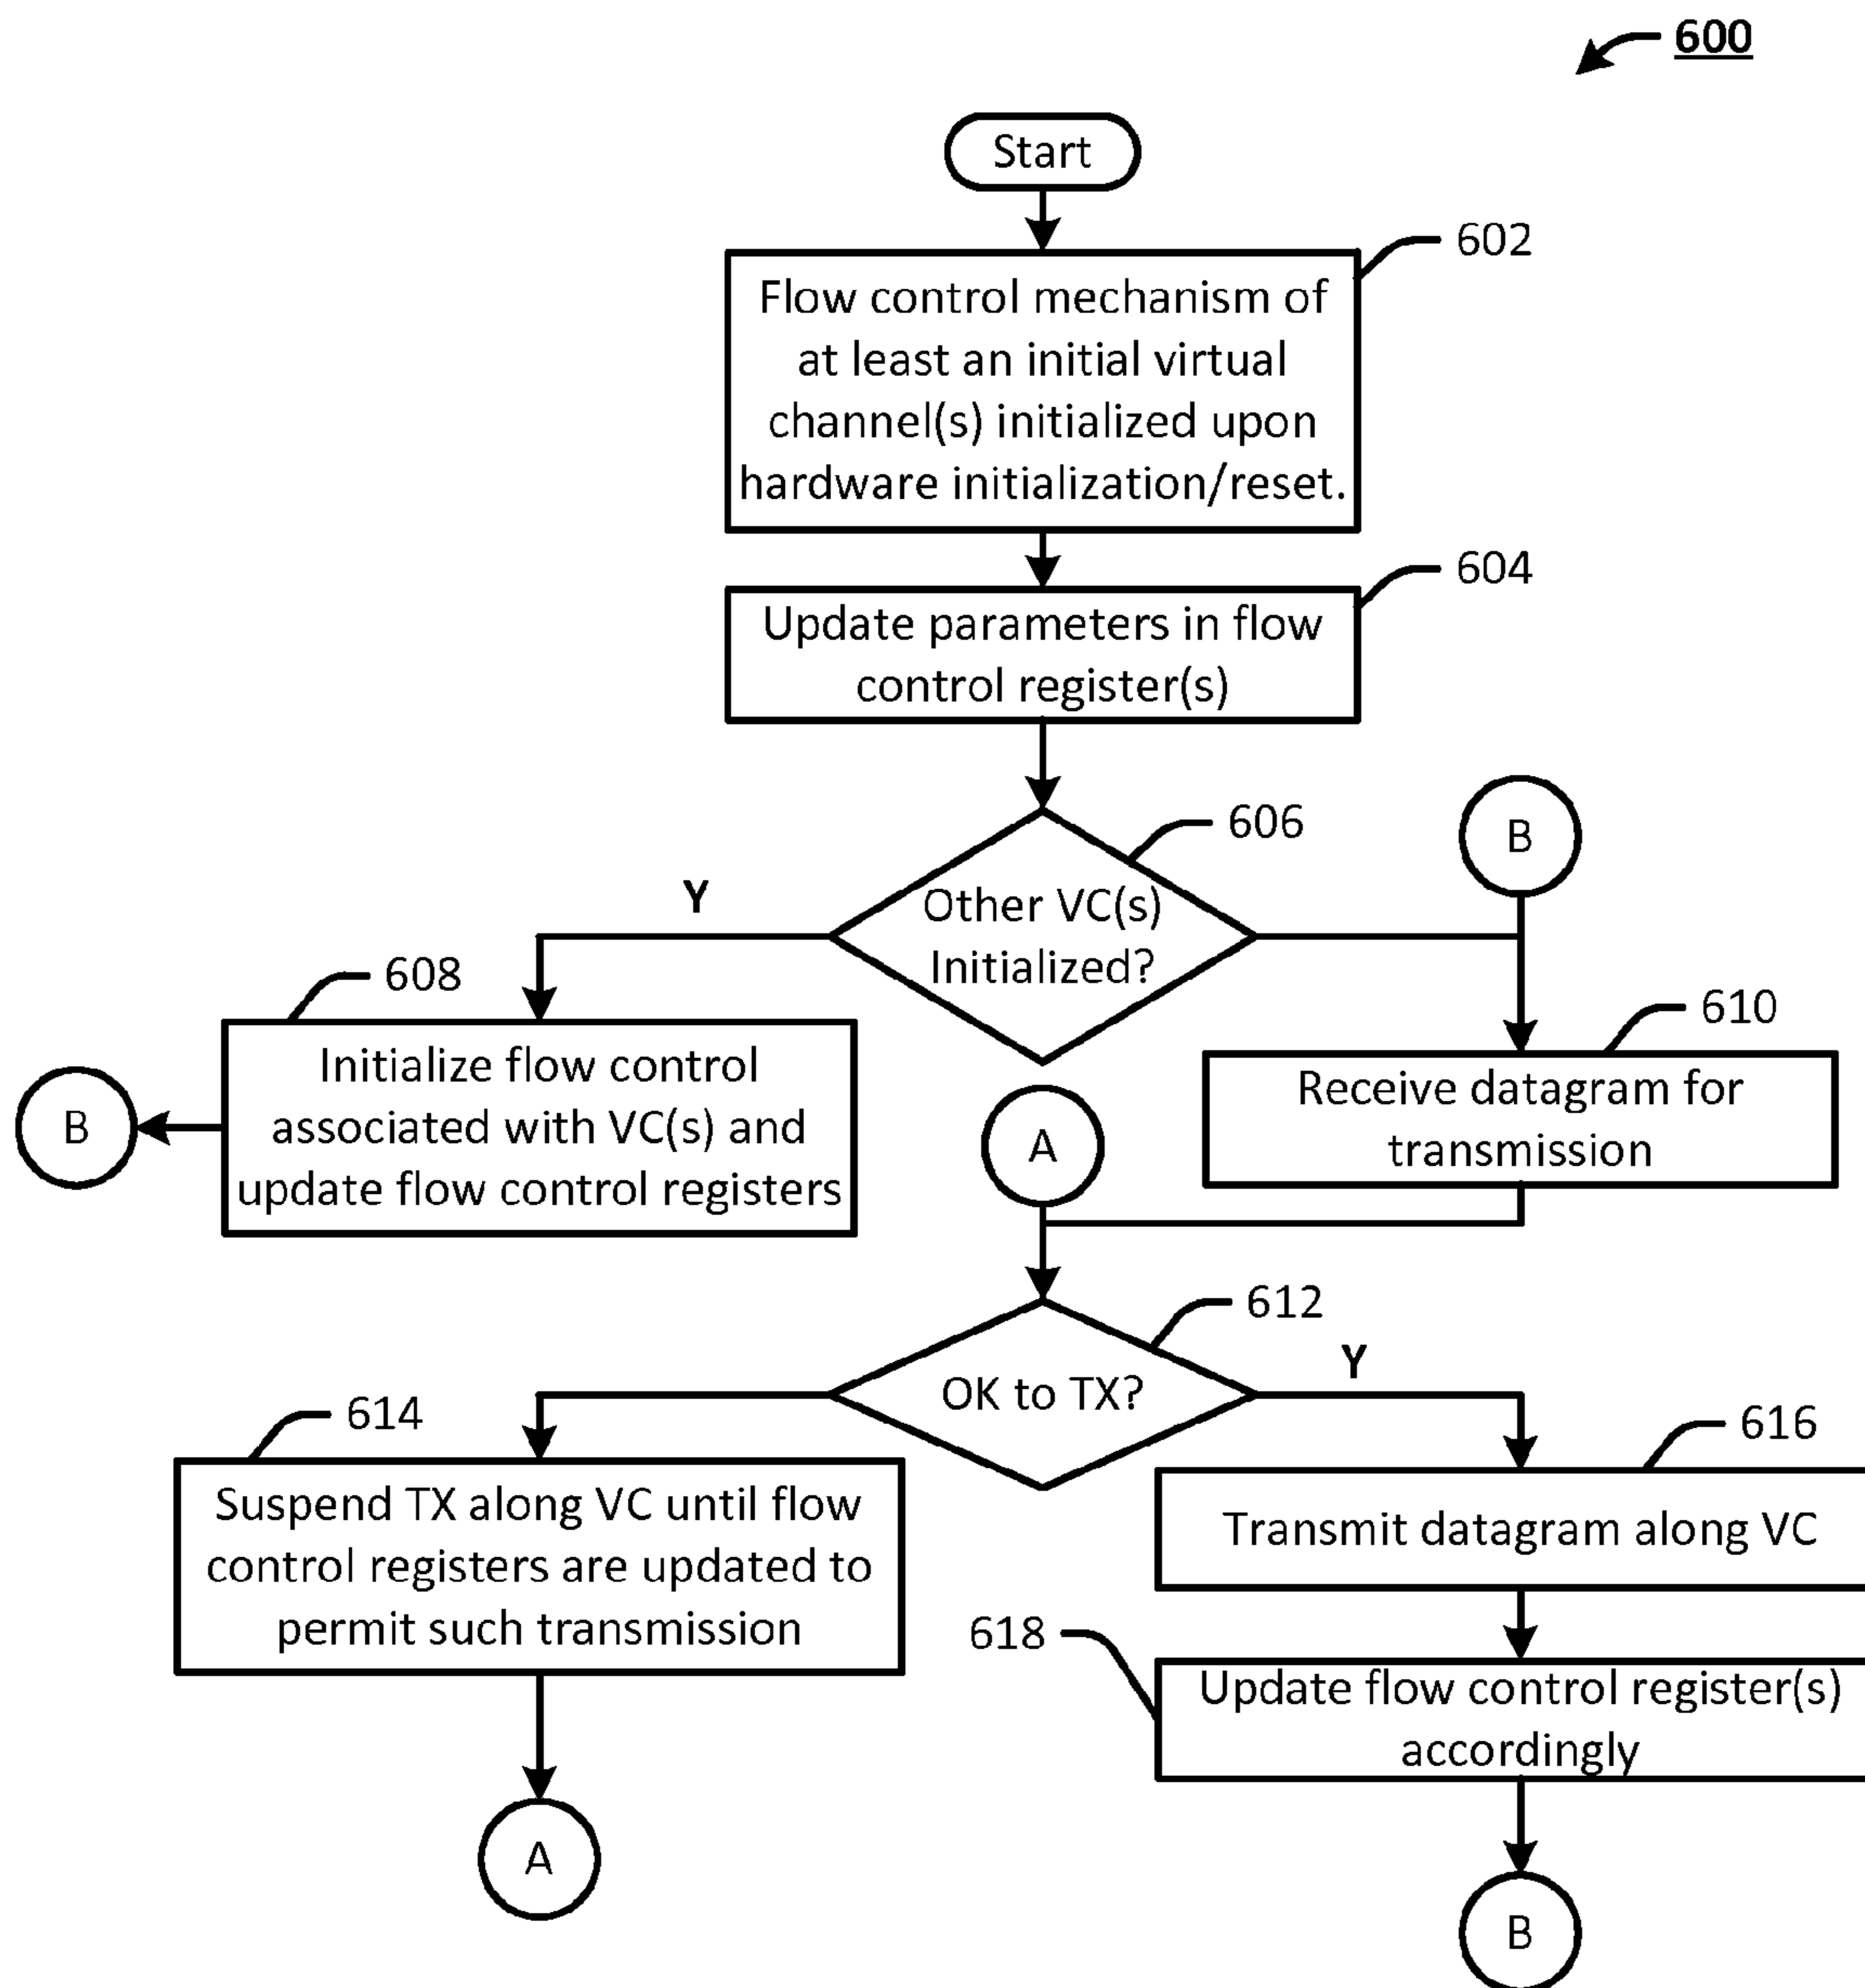 600
Start
602
Flow control mechanism of
at least an initial virtual
channel(s) initialized upon
hardware initialization/reset.
604
Update parameters in flow
control register(s)
606
B
Y
Other VC(s)
Initialized?
608
610
Initialize flow control
associated with VC(s) and
update flow control registers
B
Receive datagram for
transmission
A
612
OK to TX?
Y
614
616
Suspend TX along VC until flow
control registers are updated to
permit such transmission
Transmit datagram along VC
618
Update flow control register(s)
accordingly
A
B